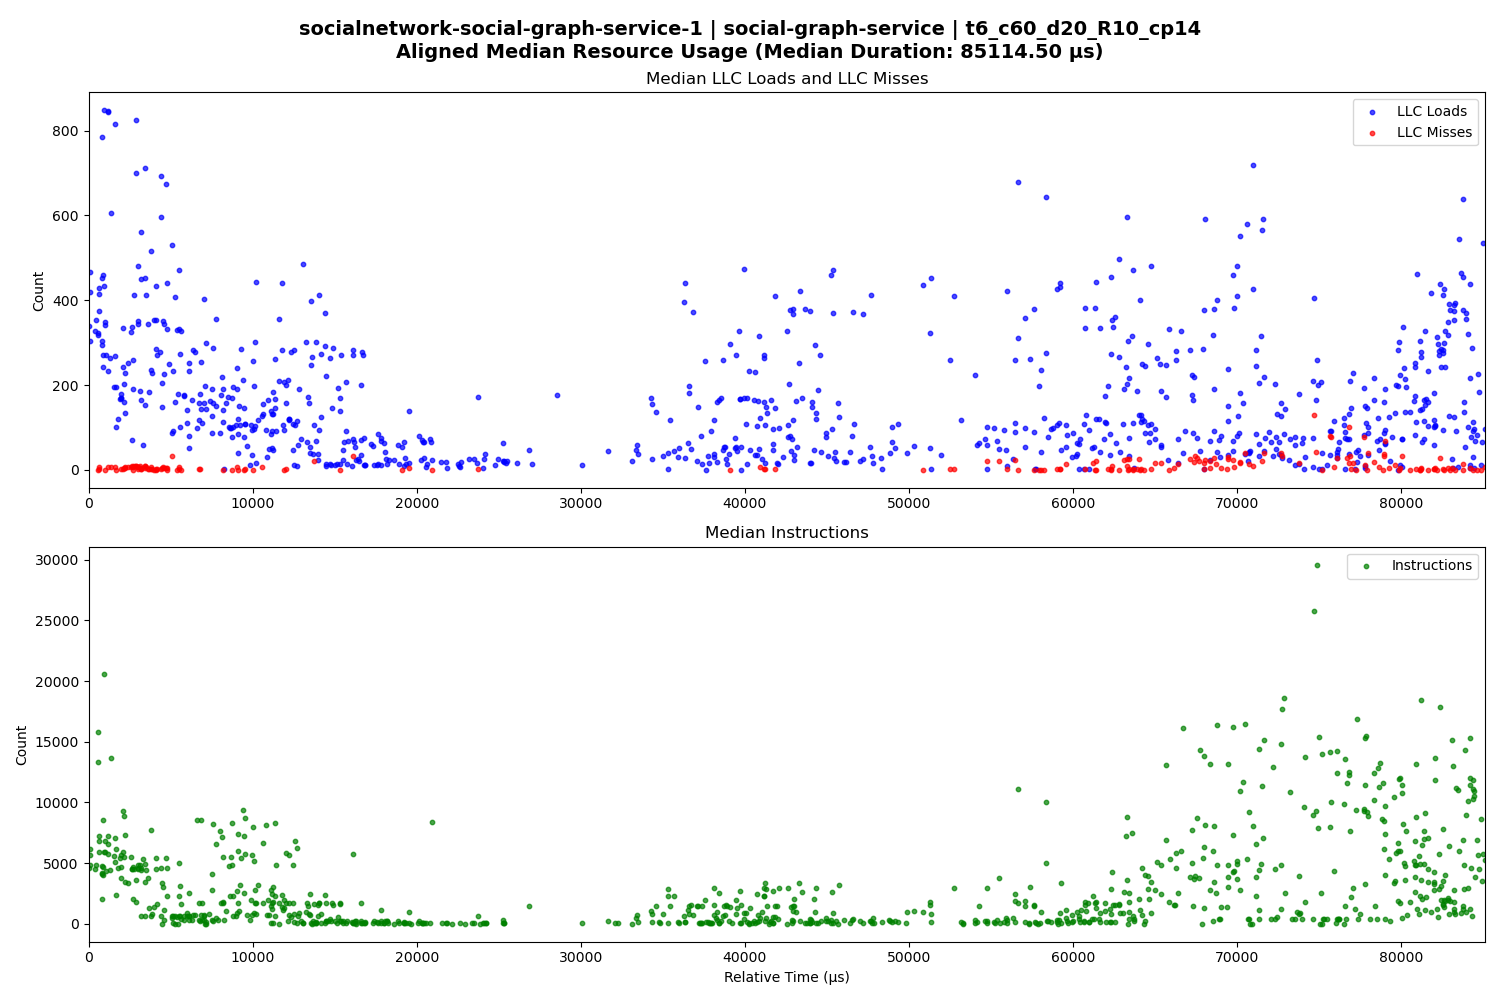 socialnetwork-social-graph-service-1 | social-graph-service | t6_c60_d20_R10_cp14
Aligned Median Resource Usage (Median Duration: 85114.50 µs)
Median LLC Loads and LLC Misses
LLC Loads
LLC Misses
Count
800
600
400
200
0
0 10000 20000 30000 40000 50000 60000 70000 80000
Median Instructions
Instructions
Count
30000
25000
20000
15000
10000
5000
0
0 10000 20000 30000 40000 50000 60000 70000 80000
Relative Time (µs)